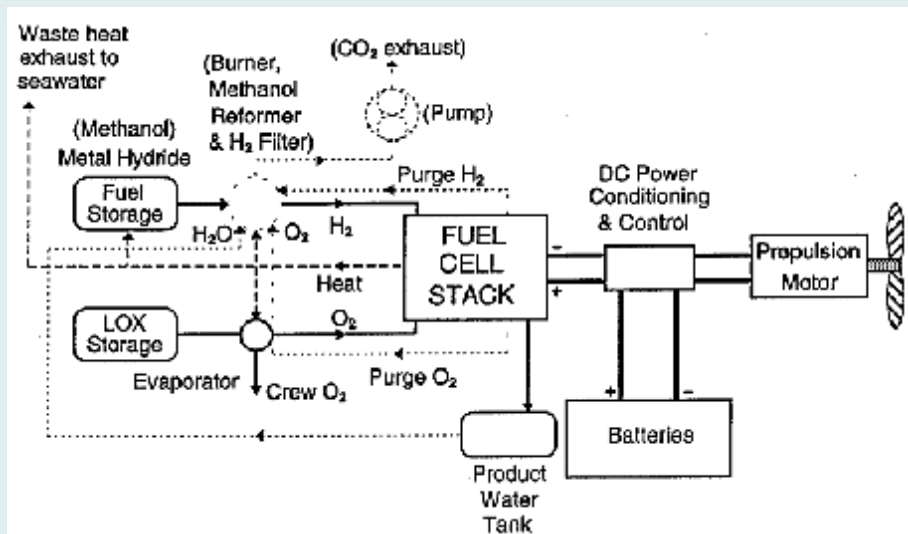 Waste heat
exhaust to
seawater
(CO₂ exhaust)
(Burner,
Methanol
Reformer
& H₂ Filter)
(Pump)
(Methanol)
Metal Hydride
Fuel
Storage
Purge H₂
H₂
H₂O
O₂
DC Power
Conditioning
& Control
FUEL
CELL
STACK
−
+
Propulsion
Motor
Heat
LOX
Storage
O₂
Evaporator
Crew O₂
Purge O₂
+
−
Batteries
Product
Water
Tank